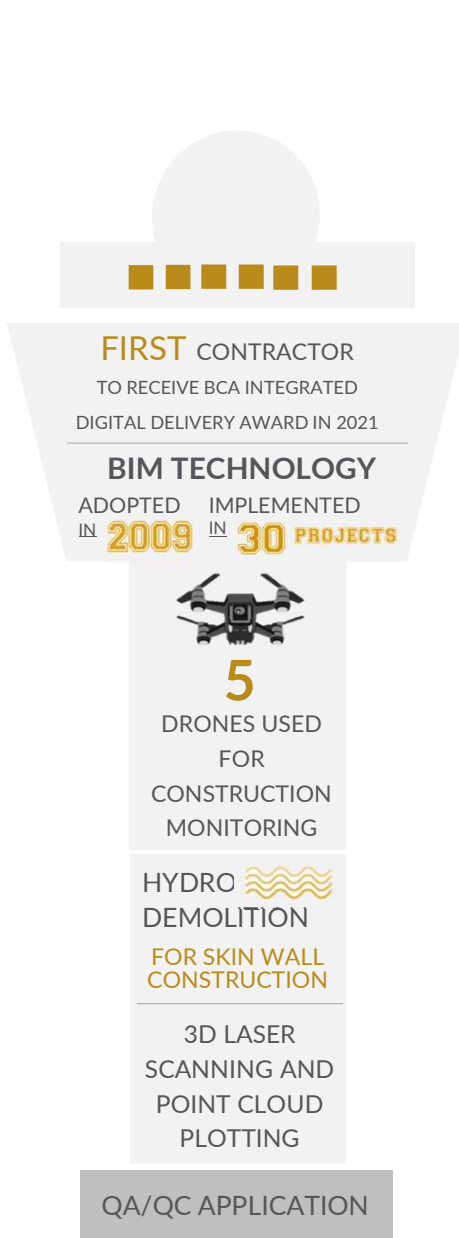 FIRST CONTRACTOR
TO RECEIVE BCA INTEGRATED
DIGITAL DELIVERY AWARD IN 2021
BIM TECHNOLOGY
ADOPTED IN 2009
IMPLEMENTED IN 30 PROJECTS
5
DRONES USED
FOR
CONSTRUCTION
MONITORING
HYDRO
DEMOLITION
FOR SKIN WALL
CONSTRUCTION
3D LASER
SCANNING AND
POINT CLOUD
PLOTTING
QA/QC APPLICATION